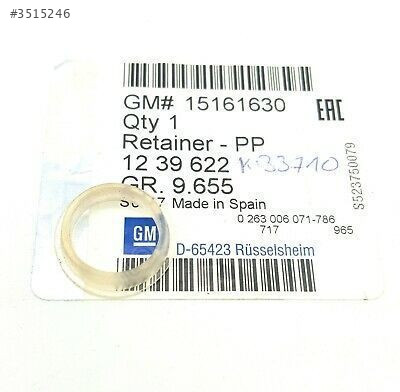 #3515246
GM# 15161630
EAC
Qty 1
Retainer - PP
12 39 622 K33710
GR. 9.655
Made in Spain
0 263 006 071-786
717 965
GM
D-65423 Rüsselsheim
S523750079